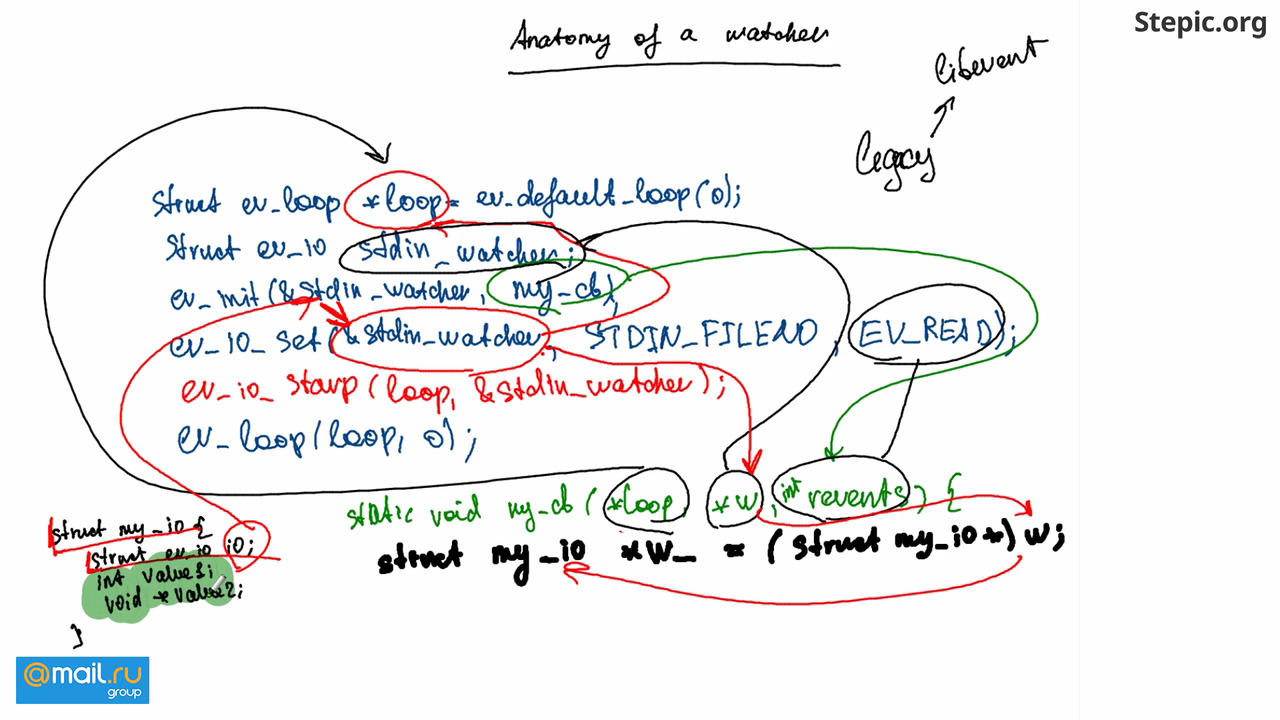 Stepic.org
Anatomy of a watcher
libevent
legacy
struct ev_loop *loop = ev_default_loop(0);
struct ev_io stdin_watcher;
ev_init(&stdin_watcher, my_cb);
ev_io_set(&stdin_watcher, STDIN_FILENO, EV_READ);
ev_io_starp(loop, &stdin_watcher);
ev_loop(loop, 0);
static void my_cb (*loop, *w, int revents) {
struct my_io *w_ = (struct my_io*) w;
struct my_io {
struct ev_io io;
int value1;
void *value2;
}
@mail.ru
group